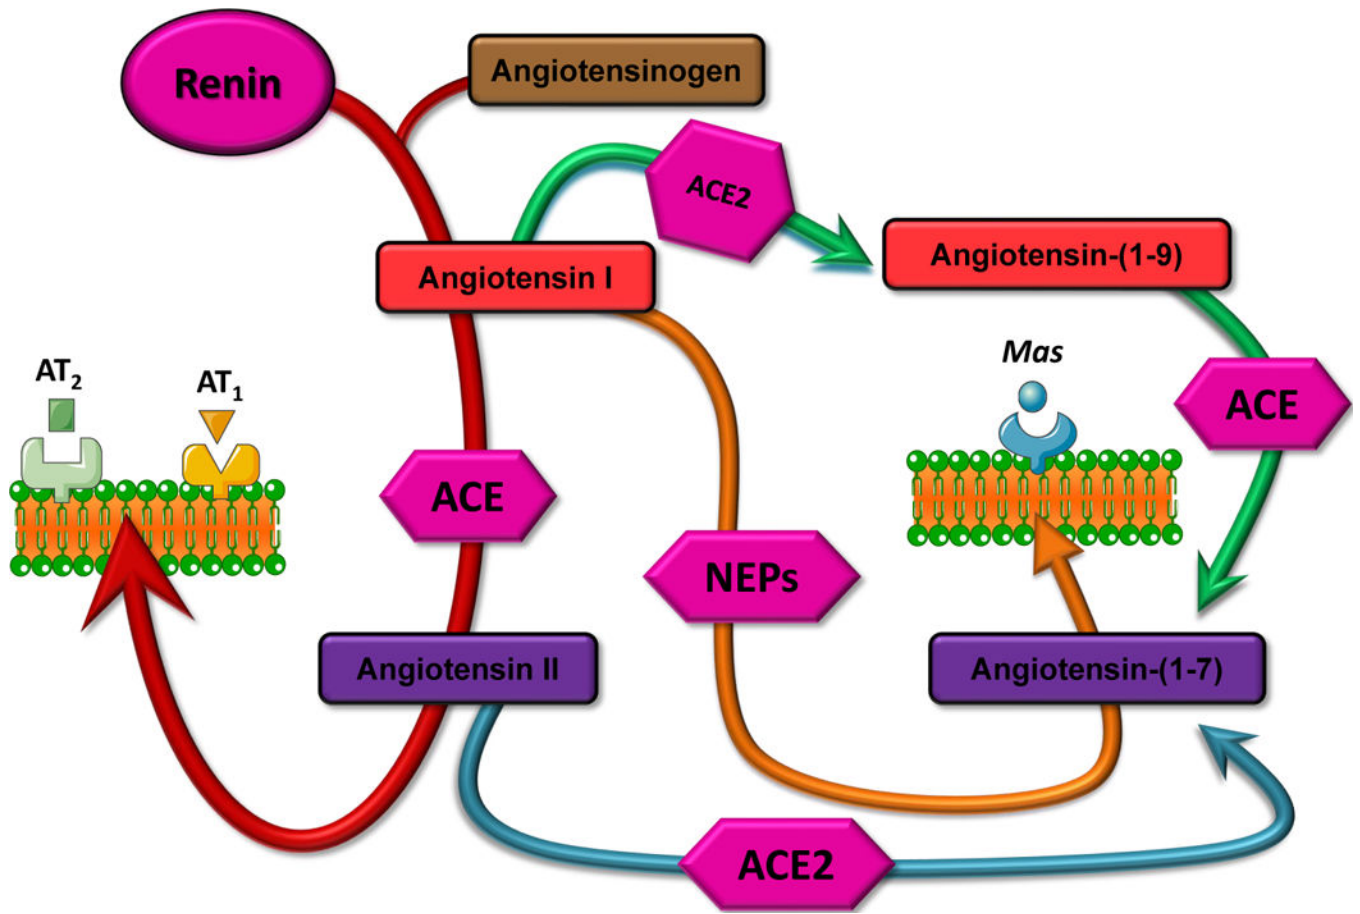 Renin
Angiotensinogen
ACE2
Angiotensin I
Angiotensin-(1-9)
AT₂
AT₁
Mas
ACE
ACE
NEPs
Angiotensin II
Angiotensin-(1-7)
ACE2